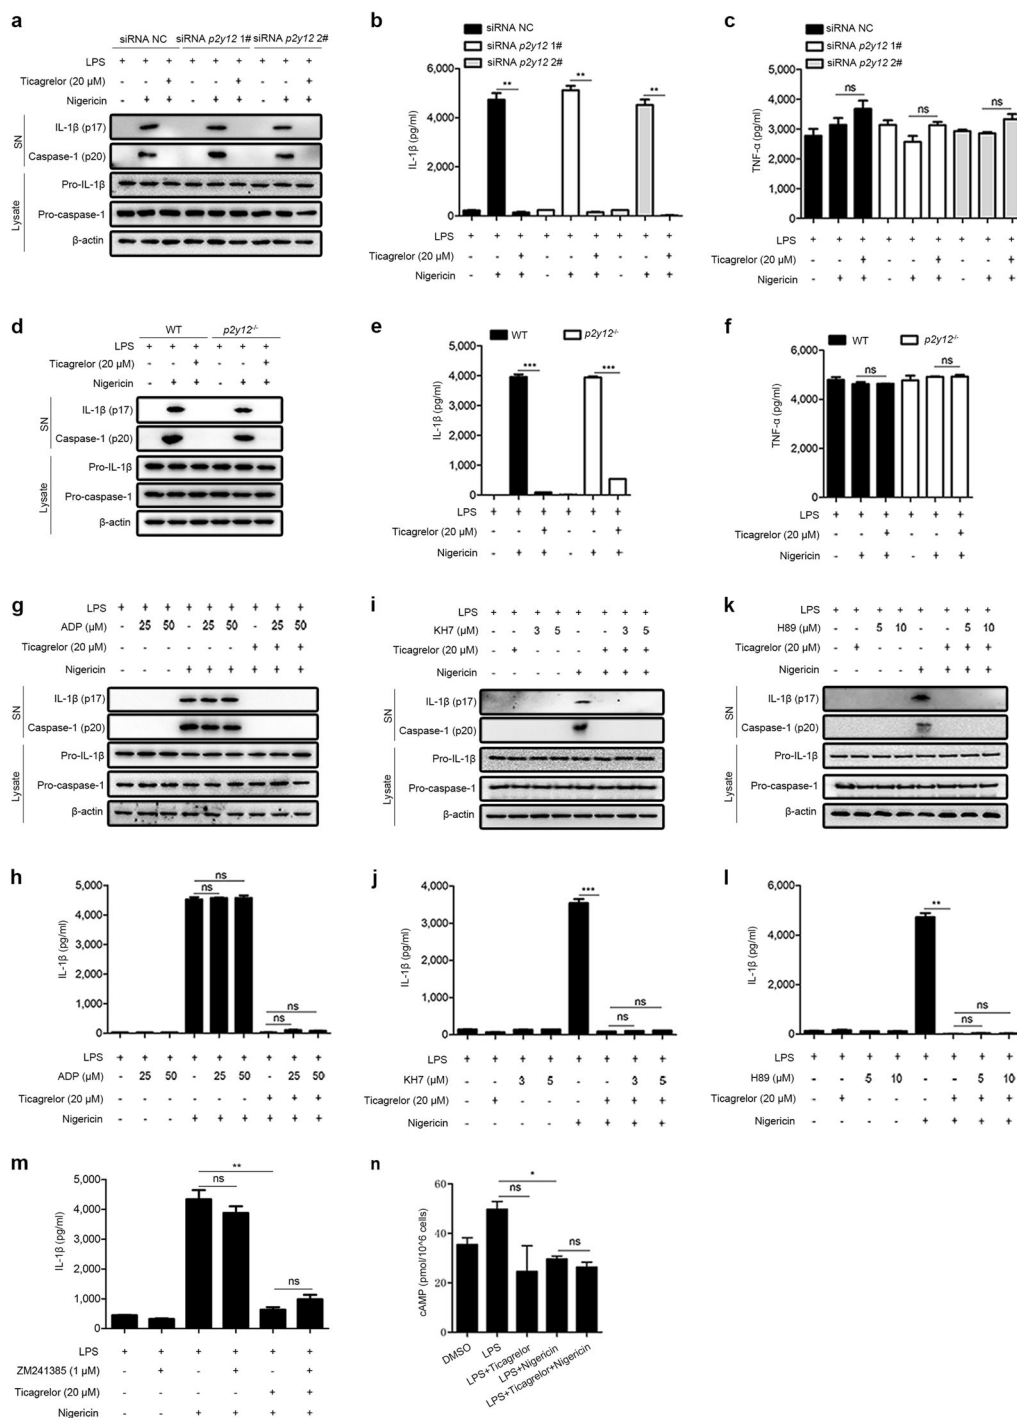 a
siRNA NC siRNA p2y12 1# siRNA p2y12 2#
LPS + + + + + + + + +
Ticagrelor (20 μM) - - + - - + - - +
Nigericin - + + - + + - + +
SN
IL-1β (p17)
Caspase-1 (p20)
Lysate
Pro-IL-1β
Pro-caspase-1
β-actin
b
siRNA NC
siRNA p2y12 1#
siRNA p2y12 2#
IL-1β (pg/ml)
6,000
4,000
2,000
0
** ** **
LPS + + + + + + + + +
Ticagrelor (20 μM) - - + - - + - - +
Nigericin - + + - + + - + +
c
siRNA NC
siRNA p2y12 1#
siRNA p2y12 2#
TNF-α (pg/ml)
5,000
4,000
3,000
2,000
1,000
0
ns ns ns
LPS + + + + + + + + +
Ticagrelor (20 μM) - - + - - + - - +
Nigericin - + + - + + - + +
d
WT p2y12-/-
LPS + + + + + +
Ticagrelor (20 μM) - - + - - +
Nigericin - + + - + +
SN
IL-1β (p17)
Caspase-1 (p20)
Lysate
Pro-IL-1β
Pro-caspase-1
β-actin
e
WT p2y12-/-
IL-1β (pg/ml)
5,000
4,000
3,000
2,000
1,000
0
*** ***
LPS + + + + + +
Ticagrelor (20 μM) - - + - - +
Nigericin - + + - + +
f
WT p2y12-/-
TNF-α (pg/ml)
6,000
4,000
2,000
0
ns ns
LPS + + + + + +
Ticagrelor (20 μM) - - + - - +
Nigericin - + + - + +
g
LPS + + + + + + + + +
ADP (μM) - 25 50 - 25 50 - 25 50
Ticagrelor (20 μM) - - - - - - + + +
Nigericin - - - + + + + + +
SN
IL-1β (p17)
Caspase-1 (p20)
Lysate
Pro-IL-1β
Pro-caspase-1
β-actin
i
LPS + + + + + + + +
KH7 (μM) - - 3 5 - - 3 5
Ticagrelor (20 μM) - + - - - + + +
Nigericin - - - - + + + +
SN
IL-1β (p17)
Caspase-1 (p20)
Lysate
Pro-IL-1β
Pro-caspase-1
β-actin
k
LPS + + + + + + + +
H89 (μM) - - 5 10 - - 5 10
Ticagrelor (20 μM) - + - - - + + +
Nigericin - - - - + + + +
SN
IL-1β (p17)
Caspase-1 (p20)
Lysate
Pro-IL-1β
Pro-caspase-1
β-actin
h
IL-1β (pg/ml)
5,000
4,000
3,000
2,000
1,000
0
ns
ns
ns
ns
LPS + + + + + + + + +
ADP (μM) - 25 50 - 25 50 - 25 50
Ticagrelor (20 μM) - - - - - - + + +
Nigericin - - - + + + + + +
j
IL-1β (pg/ml)
4,000
3,000
2,000
1,000
0
***
ns
ns
LPS + + + + + + + +
KH7 (μM) - - 3 5 - - 3 5
Ticagrelor (20 μM) - + - - - + + +
Nigericin - - - - + + + +
l
IL-1β (pg/ml)
6,000
4,000
2,000
0
**
ns
ns
LPS + + + + + + + +
H89 (μM) - - 5 10 - - 5 10
Ticagrelor (20 μM) - + - - - + + +
Nigericin - - - - + + + +
m
IL-1β (pg/ml)
5,000
4,000
3,000
2,000
1,000
0
**
ns
ns
LPS + + + + + +
ZM241385 (1 μM) - + - + - +
Ticagrelor (20 μM) - - - - + +
Nigericin - - + + + +
n
cAMP (pmol/10^6 cells)
60
40
20
0
*
ns
ns
DMSO
LPS
LPS+Ticagrelor
LPS+Nigericin
LPS+Ticagrelor+Nigericin